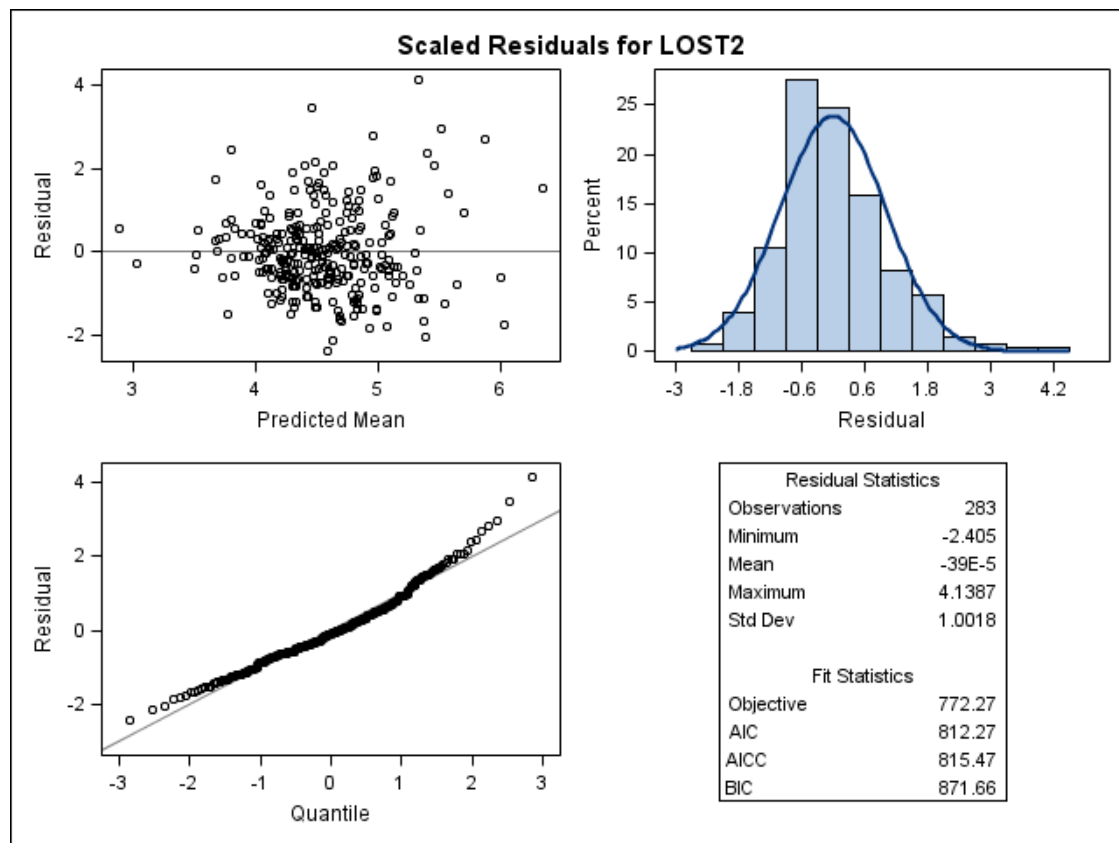 Scaled Residuals for LOST2
4
2
0
-2
Residual
3 4 5 6
Predicted Mean
25
20
15
10
5
0
Percent
-3 -1.8 -0.6 0.6 1.8 3 4.2
Residual
4
2
0
-2
Residual
-3 -2 -1 0 1 2 3
Quantile
Residual Statistics
Observations 283
Minimum -2.405
Mean -39E-5
Maximum 4.1387
Std Dev 1.0018
Fit Statistics
Objective 772.27
AIC 812.27
AICC 815.47
BIC 871.66